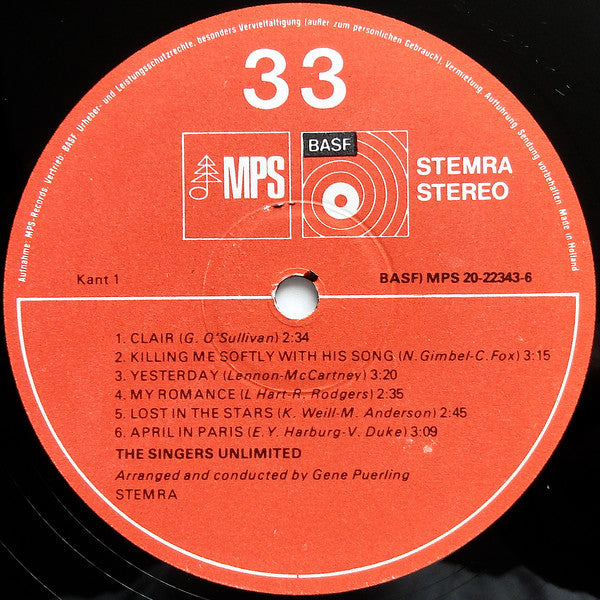 Aufnahme: MPS-Records. Vertrieb: BASF. Urheber- und Leistungsschutzrechte, besonders Vervielfältigung (außer zum persönlichen Gebrauch), Vermietung, Aufführung, Sendung vorbehalten Made in Holland
33
MPS
BASF
STEMRA
STEREO
Kant 1
BASF) MPS 20-22343-6
1. CLAIR (G. O'Sullivan) 2:34
2. KILLING ME SOFTLY WITH HIS SONG (N. Gimbel-C. Fox) 3:15
3. YESTERDAY (Lennon-McCartney) 3:20
4. MY ROMANCE (L Hart-R. Rodgers) 2:35
5. LOST IN THE STARS (K. Weill-M. Anderson) 2:45
6. APRIL IN PARIS (E.Y. Harburg-V. Duke) 3:09
THE SINGERS UNLIMITED
Arranged and conducted by Gene Puerling
STEMRA